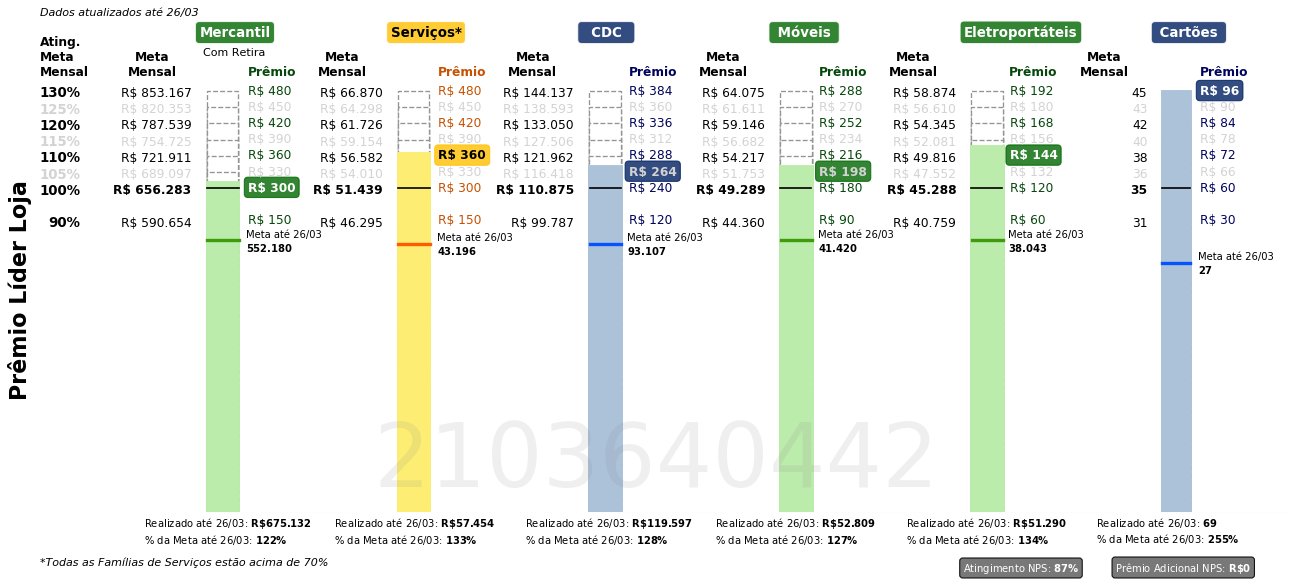 Dados atualizados até 26/03
Mercantil Serviços* CDC Móveis Eletroportáteis Cartões
Com Retira
Ating. Meta Mensal
Meta Mensal Prêmio Meta Mensal Prêmio Meta Mensal Prêmio Meta Mensal Prêmio Meta Mensal Prêmio Meta Mensal Prêmio
130% R$ 853.167 R$ 480 R$ 66.870 R$ 480 R$ 144.137 R$ 384 R$ 64.075 R$ 288 R$ 58.874 R$ 192 45 R$ 96
125% R$ 820.353 R$ 450 R$ 64.298 R$ 450 R$ 138.593 R$ 360 R$ 61.611 R$ 270 R$ 56.610 R$ 180 43 R$ 90
120% R$ 787.539 R$ 420 R$ 61.726 R$ 420 R$ 133.050 R$ 336 R$ 59.146 R$ 252 R$ 54.345 R$ 168 42 R$ 84
115% R$ 754.725 R$ 390 R$ 59.154 R$ 390 R$ 127.506 R$ 312 R$ 56.682 R$ 234 R$ 52.081 R$ 156 40 R$ 78
110% R$ 721.911 R$ 360 R$ 56.582 R$ 360 R$ 121.962 R$ 288 R$ 54.217 R$ 216 R$ 49.816 R$ 144 38 R$ 72
105% R$ 689.097 R$ 330 R$ 54.010 R$ 330 R$ 116.418 R$ 264 R$ 51.753 R$ 198 R$ 47.552 R$ 132 36 R$ 66
100% R$ 656.283 R$ 300 R$ 51.439 R$ 300 R$ 110.875 R$ 240 R$ 49.289 R$ 180 R$ 45.288 R$ 120 35 R$ 60
90% R$ 590.654 R$ 150 R$ 46.295 R$ 150 R$ 99.787 R$ 120 R$ 44.360 R$ 90 R$ 40.759 R$ 60 31 R$ 30
Meta até 26/03 Meta até 26/03 Meta até 26/03 Meta até 26/03 Meta até 26/03 Meta até 26/03
552.180 43.196 93.107 41.420 38.043 27
Prêmio Líder Loja
2103640442
Realizado até 26/03: R$675.132 Realizado até 26/03: R$57.454 Realizado até 26/03: R$119.597 Realizado até 26/03: R$52.809 Realizado até 26/03: R$51.290 Realizado até 26/03: 69
% da Meta até 26/03: 122% % da Meta até 26/03: 133% % da Meta até 26/03: 128% % da Meta até 26/03: 127% % da Meta até 26/03: 134% % da Meta até 26/03: 255%
*Todas as Famílias de Serviços estão acima de 70%
Atingimento NPS: 87% Prêmio Adicional NPS: R$0